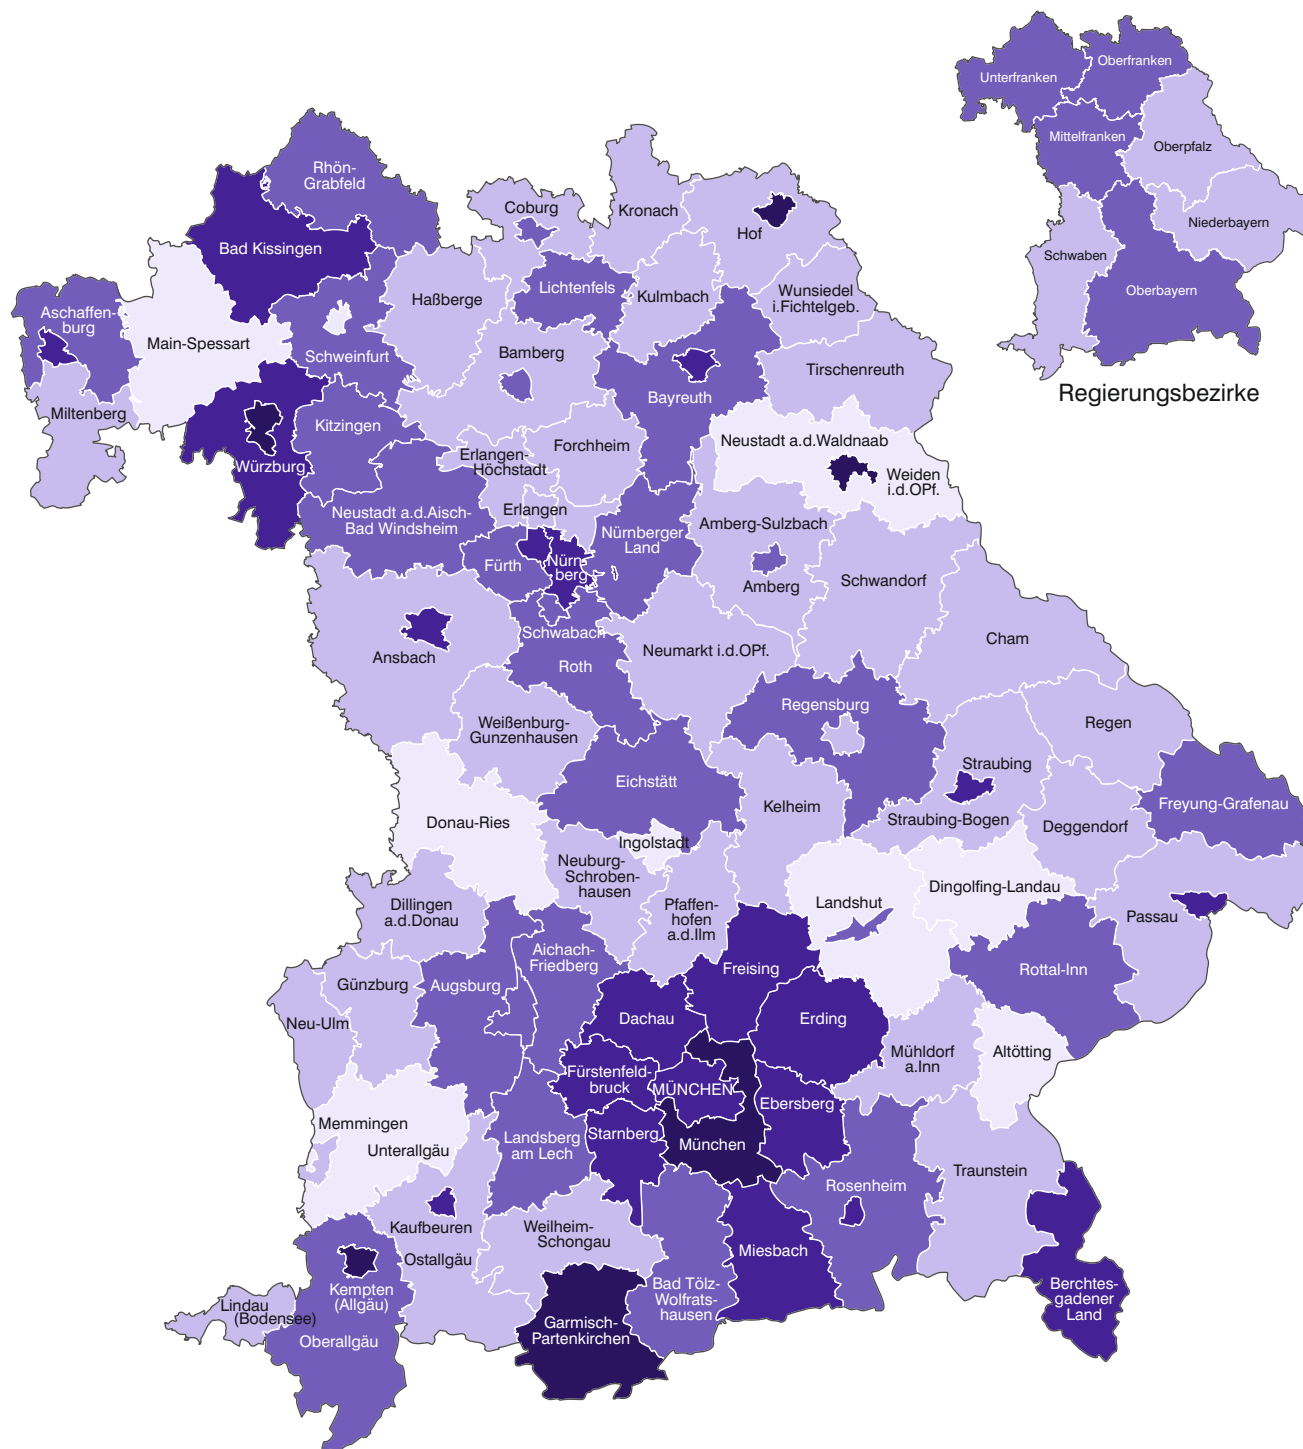 Unterfranken
Oberfranken
Mittelfranken
Oberpfalz
Niederbayern
Schwaben
Oberbayern
Regierungsbezirke
Rhön-
Grabfeld
Coburg
Kronach
Hof
Bad Kissingen
Lichtenfels
Haßberge
Kulmbach
Wunsiedel
i.Fichtelgeb.
Aschaffen-
burg
Main-Spessart
Schweinfurt
Bamberg
Bayreuth
Tirschenreuth
Miltenberg
Kitzingen
Würzburg
Forchheim
Erlangen-
Höchstadt
Neustadt a.d.Waldnaab
Weiden
i.d.OPf.
Neustadt a.d.Aisch-
Bad Windsheim
Erlangen
Nürnberger
Land
Amberg-Sulzbach
Fürth
Nürn-
berg
Amberg
Schwandorf
Ansbach
Schwabach
Roth
Neumarkt i.d.OPf.
Cham
Weißenburg-
Gunzenhausen
Regensburg
Regen
Straubing
Eichstätt
Kelheim
Straubing-Bogen
Deggendorf
Freyung-Grafenau
Donau-Ries
Ingolstadt
Neuburg-
Schroben-
hausen
Dillingen
a.d.Donau
Pfaffen-
hofen
a.d.Ilm
Landshut
Dingolfing-Landau
Passau
Aichach-
Friedberg
Freising
Rottal-Inn
Günzburg
Augsburg
Neu-Ulm
Dachau
Erding
Mühldorf
a.Inn
Altötting
Fürstenfeld-
bruck
MÜNCHEN
Ebersberg
Memmingen
Unterallgäu
Landsberg
am Lech
Starnberg
München
Traunstein
Rosenheim
Kaufbeuren
Ostallgäu
Weilheim-
Schongau
Miesbach
Bad Tölz-
Wolfrats-
hausen
Berchtes-
gadener
Land
Kempten
(Allgäu)
Lindau
(Bodensee)
Oberallgäu
Garmisch-
Partenkirchen